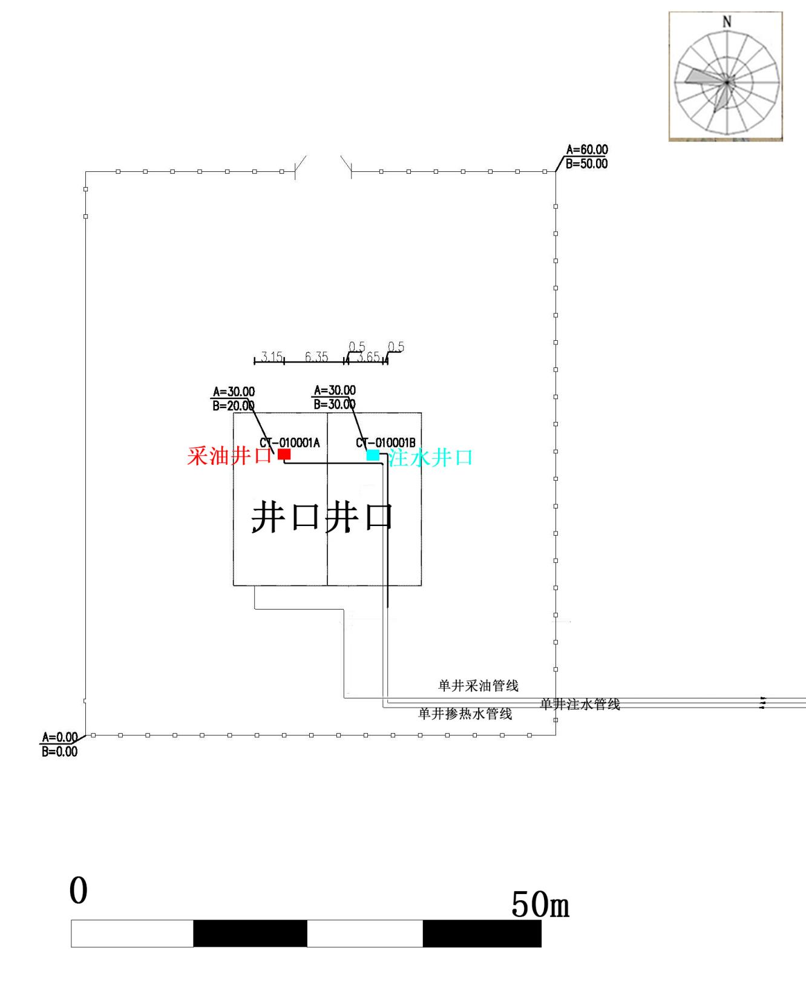 N
A=60.00
B=50.00
0.5
0.5
3.15
6.35
3.65
A=30.00
B=20.00
A=30.00
B=30.00
CT-010001A
CT-010001B
采油井口
注水井口
井口井口
单井采油管线
单井注水管线
单井掺热水管线
A=0.00
B=0.00
0
50m